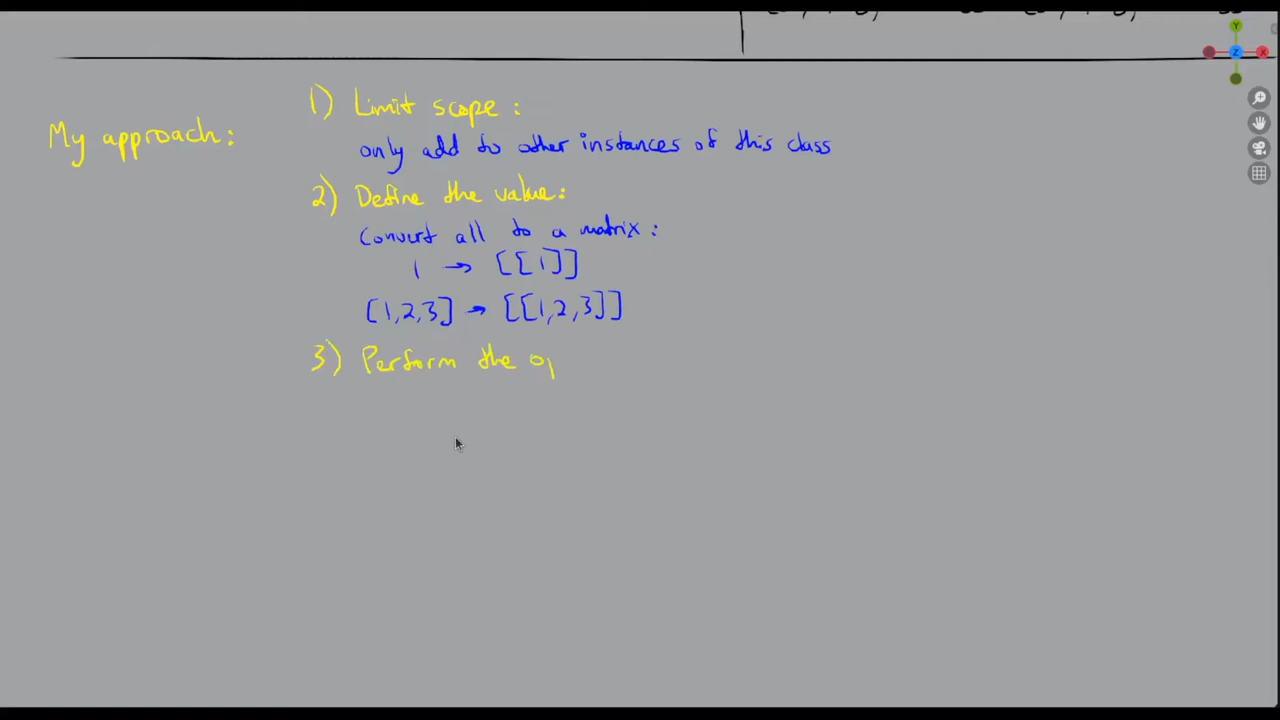 My approach:
1) Limit scope:
only add to other instances of this class
2) Define the value:
Convert all to a matrix:
1 → [[1]]
[1,2,3] → [[1,2,3]]
3) Perform the op
Y
Z
X